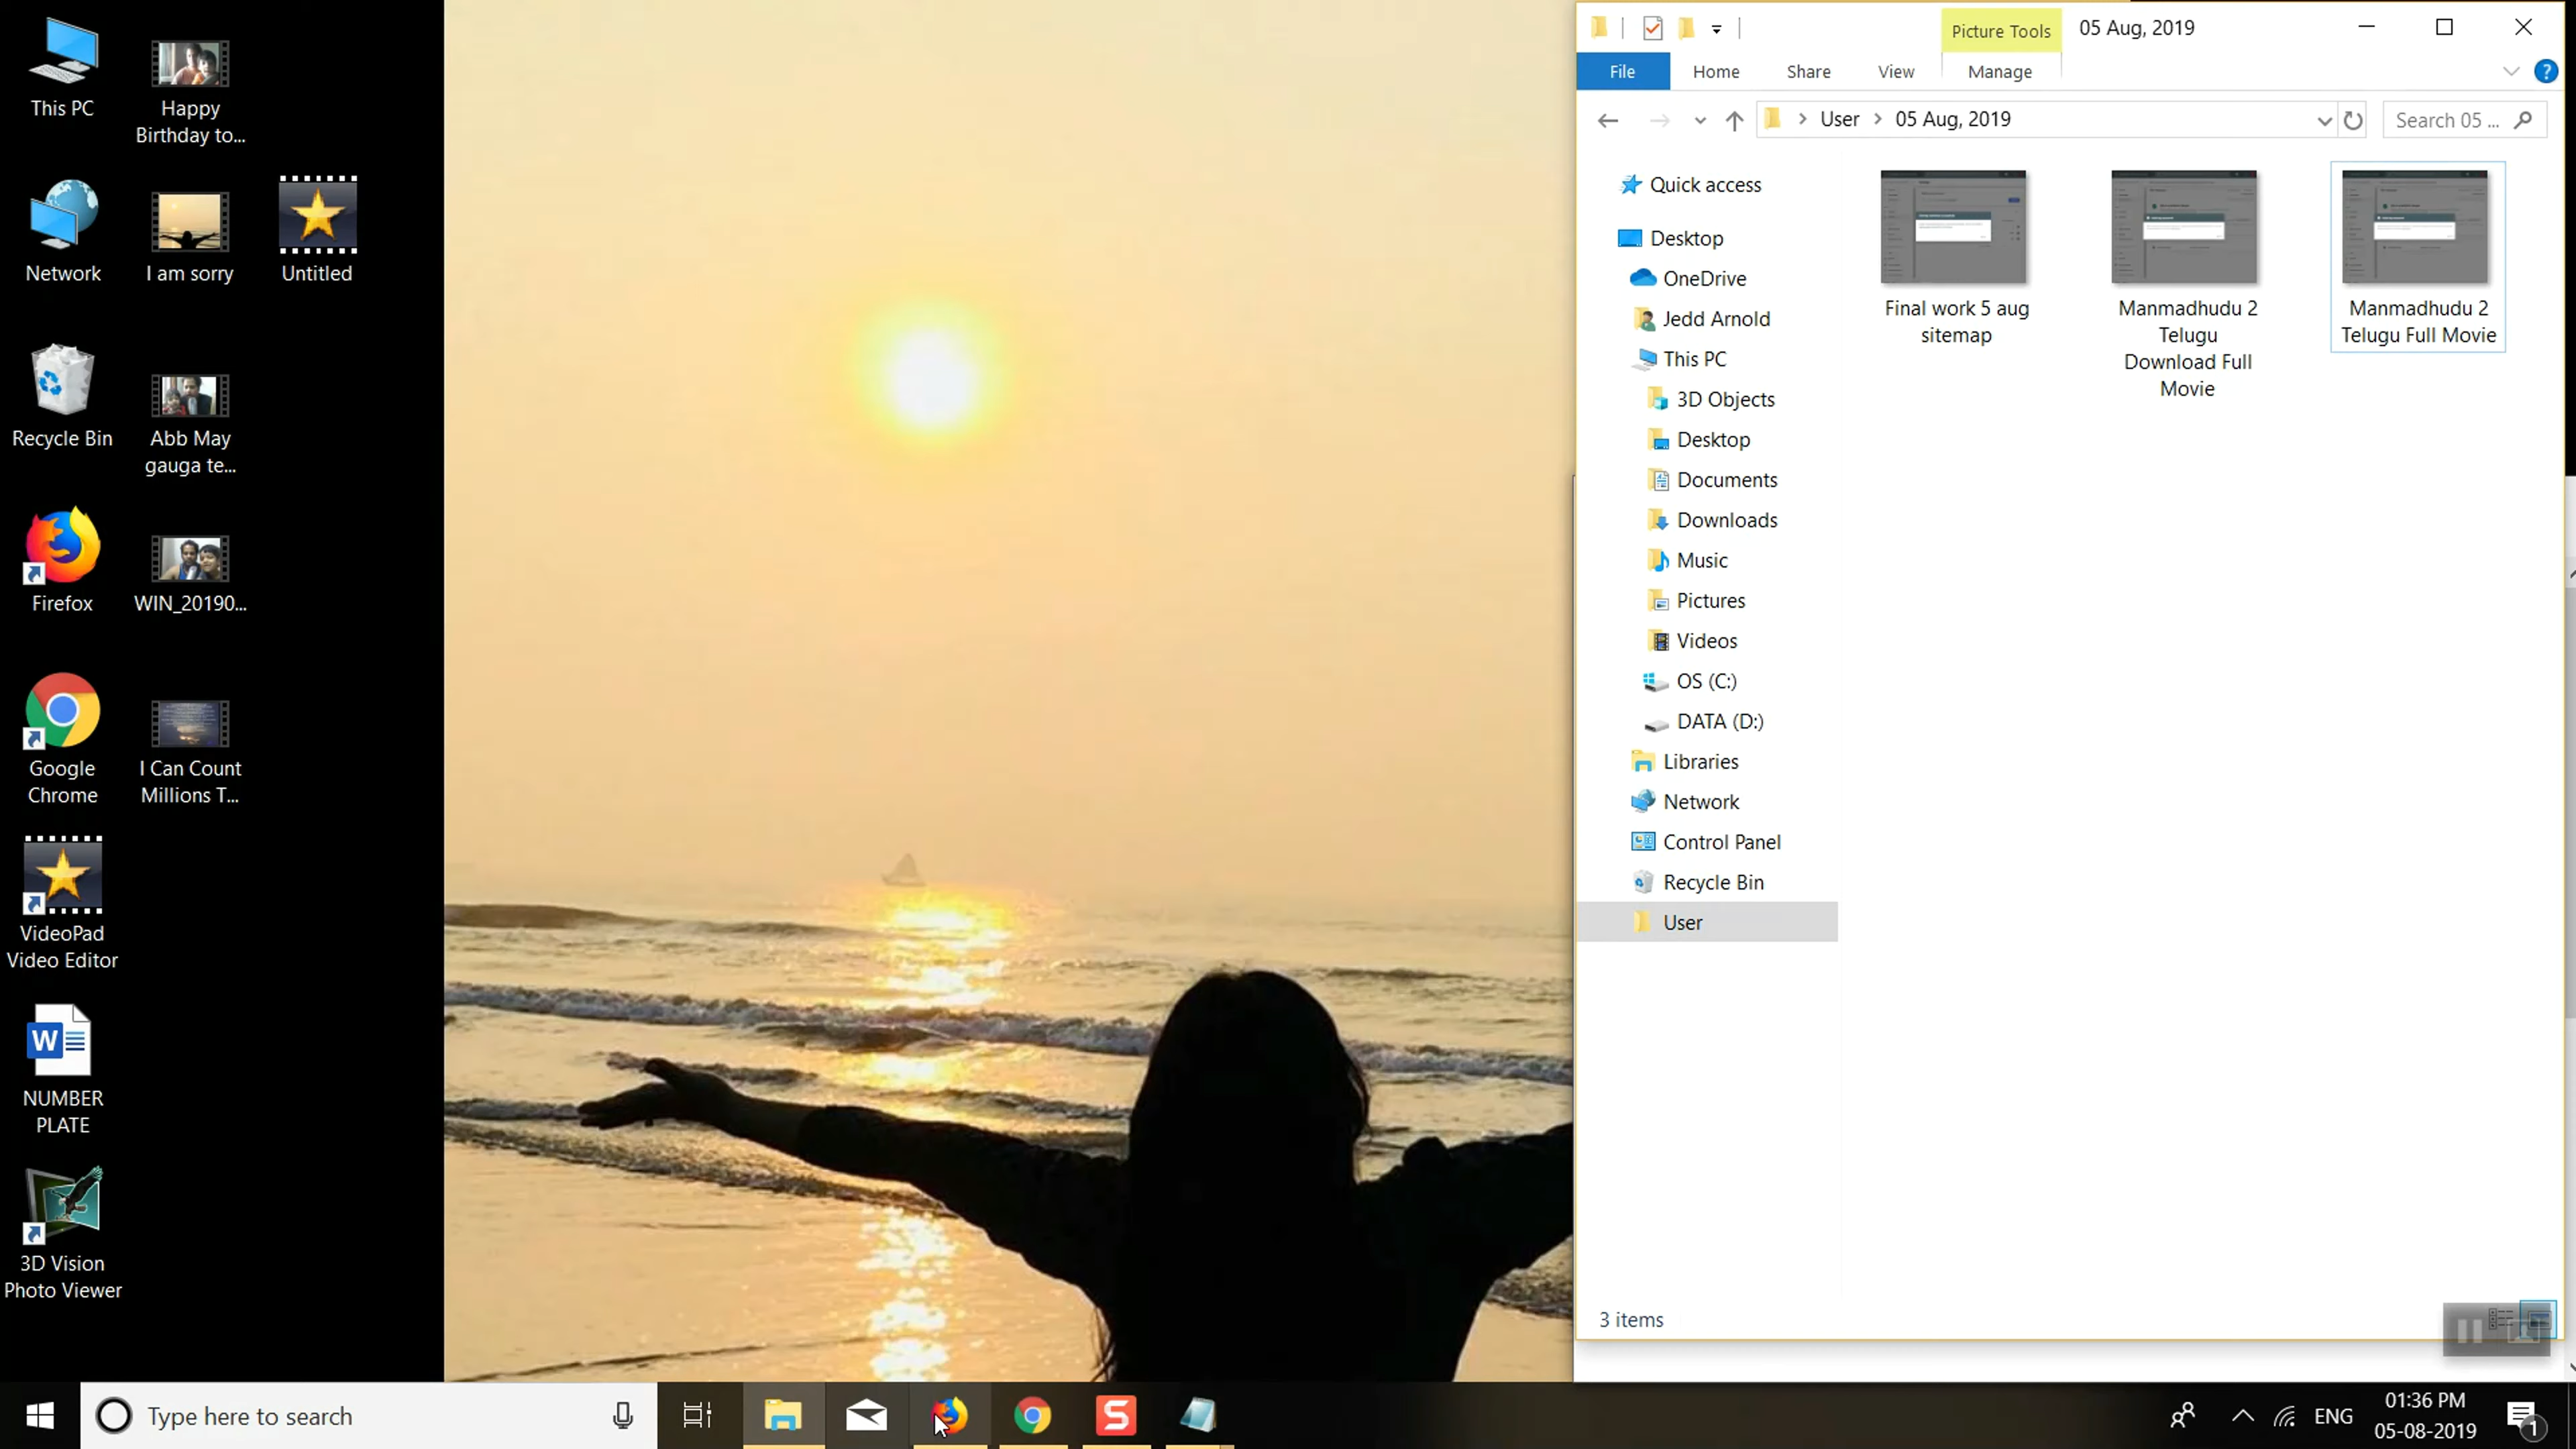 This PC
Happy
Birthday to...
Network
I am sorry
Untitled
Recycle Bin
Abb May
gauga te...
Firefox
WIN_20190...
Google
Chrome
I Can Count
Millions T...
VideoPad
Video Editor
W
NUMBER
PLATE
3D Vision
Photo Viewer
Picture Tools
05 Aug, 2019
File
Home
Share
View
Manage
User
05 Aug, 2019
Search 05 ...
Quick access
Desktop
OneDrive
Jedd Arnold
This PC
3D Objects
Desktop
Documents
Downloads
Music
Pictures
Videos
OS (C:)
DATA (D:)
Libraries
Network
Control Panel
Recycle Bin
User
Final work 5 aug
sitemap
Manmadhudu 2
Telugu
Download Full
Movie
Manmadhudu 2
Telugu Full Movie
3 items
Type here to search
S
ENG
01:36 PM
05-08-2019
1